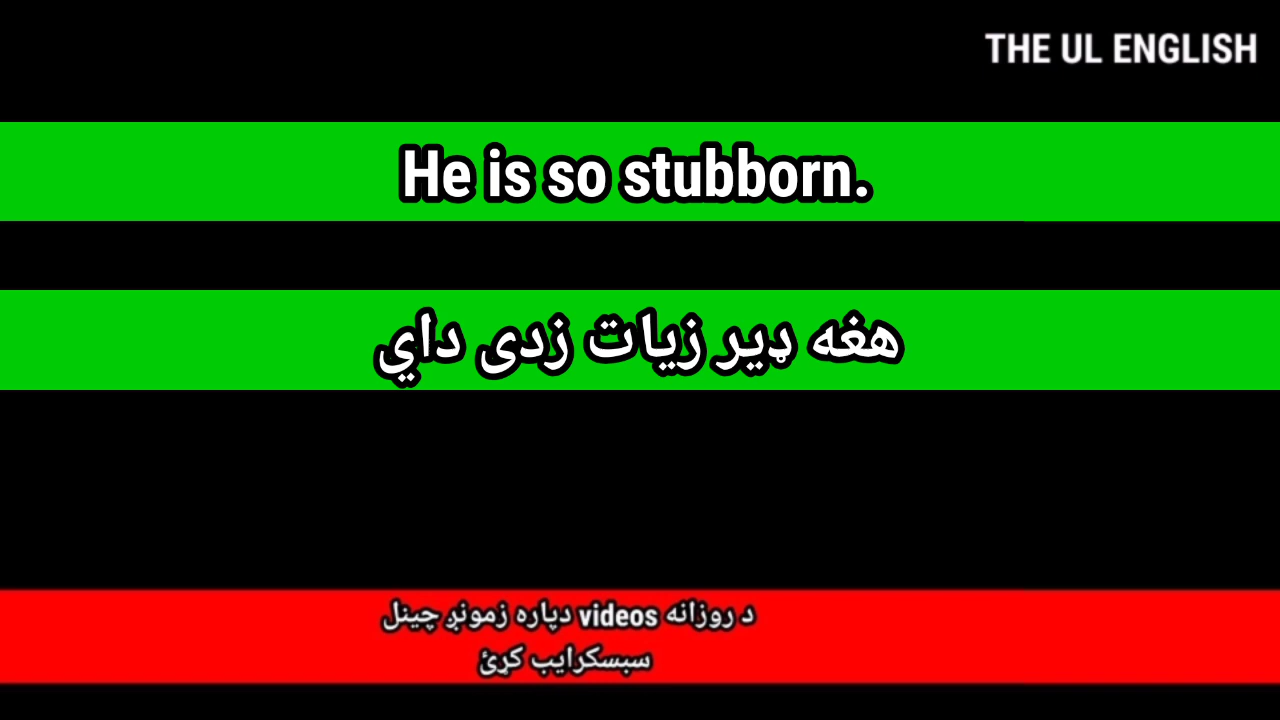 THE UL ENGLISH
He is so stubborn.
هغه ډیر زیات زدی داي
د روزانه videos دپاره زمونږ چینل
سبسکرایب کړئ